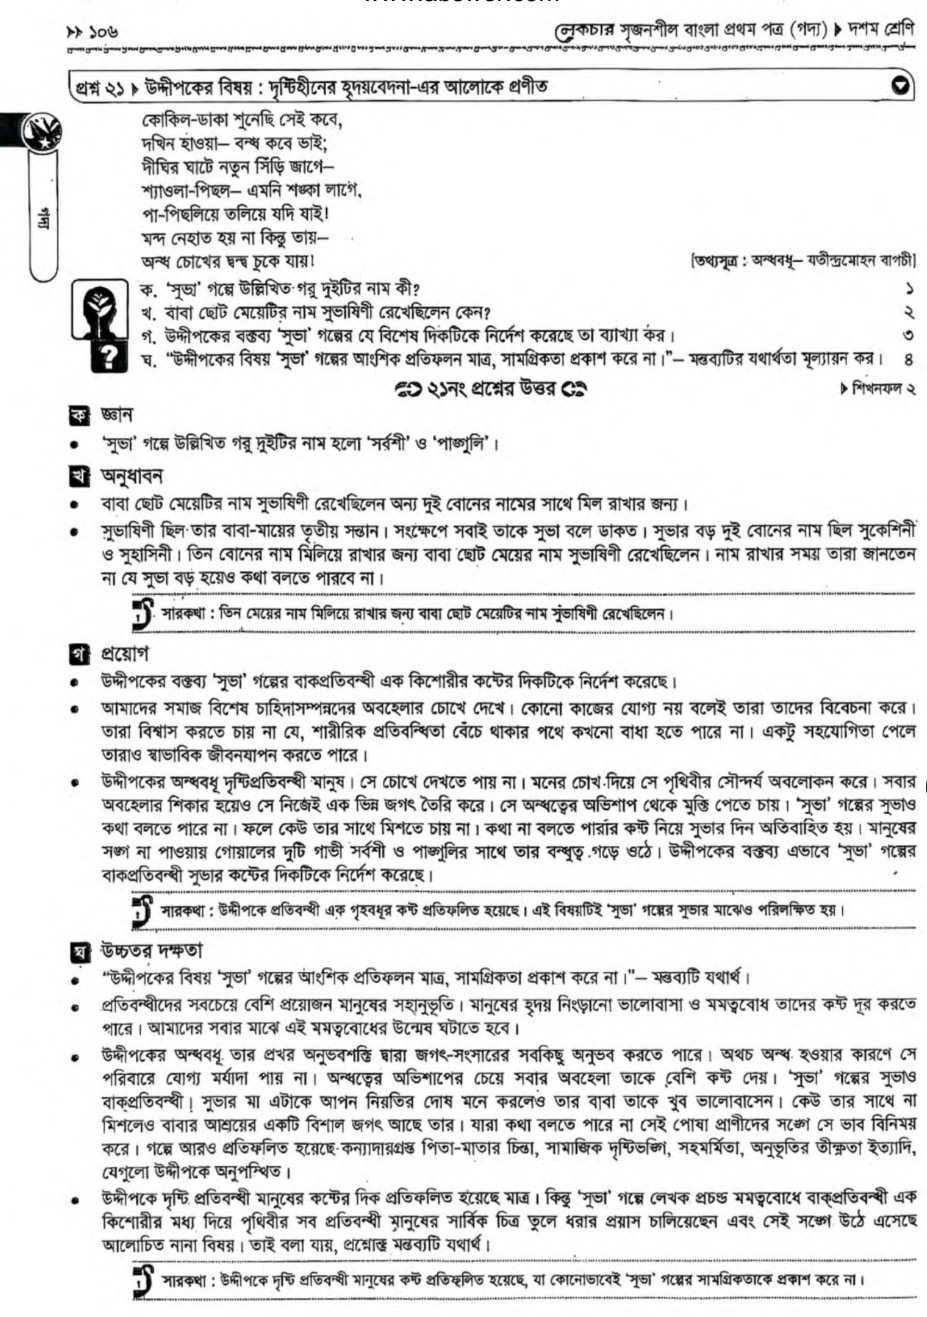 » ১০৬
লেকচার সৃজনশীল বাংলা প্রথম পত্র (গদ্য) ▶ দশম শ্রেণি
প্রশ্ন ২১ ▶ উদ্দীপকের বিষয় : দৃষ্টিহীনের হৃদয়বেদনা-এর আলোকে প্রণীত
গদ্য
কোকিল-ডাকা শুনেছি সেই কবে,
দখিন হাওয়া– বন্ধ কবে ভাই;
দীঘির ঘাটে নতুন সিঁড়ি জাগে–
শ্যাওলা-পিছল– এমনি শঙ্কা লাগে,
পা-পিছলিয়ে তলিয়ে যদি যাই!
মন্দ নেহাত হয় না কিন্তু তায়–
অন্ধ চোখের দ্বন্দ্ব চুকে যায়!
[তথ্যসূত্র : অন্ধবধূ– যতীন্দ্রমোহন বাগচী]
ক. ‘সুভা’ গল্পে উল্লিখিত গরু দুইটির নাম কী? ১
খ. বাবা ছোট মেয়েটির নাম সুভাষিণী রেখেছিলেন কেন? ২
গ. উদ্দীপকের বক্তব্য ‘সুভা’ গল্পের যে বিশেষ দিকটিকে নির্দেশ করেছে তা ব্যাখ্যা কর। ৩
ঘ. “উদ্দীপকের বিষয় ‘সুভা’ গল্পের আংশিক প্রতিফলন মাত্র, সামগ্রিকতা প্রকাশ করে না।”– মন্তব্যটির যথার্থতা মূল্যায়ন কর। ৪
২১নং প্রশ্নের উত্তর
▶ শিখনফল ২
ক জ্ঞান
• ‘সুভা’ গল্পে উল্লিখিত গরু দুইটির নাম হলো ‘সর্বশী’ ও ‘পাঙ্গুলি’।
খ অনুধাবন
• বাবা ছোট মেয়েটির নাম সুভাষিণী রেখেছিলেন অন্য দুই বোনের নামের সাথে মিল রাখার জন্য।
• সুভাষিণী ছিল তার বাবা-মায়ের তৃতীয় সন্তান। সংক্ষেপে সবাই তাকে সুভা বলে ডাকত। সুভার বড় দুই বোনের নাম ছিল সুকেশিনী
ও সুহাসিনী। তিন বোনের নাম মিলিয়ে রাখার জন্য বাবা ছোট মেয়ের নাম সুভাষিণী রেখেছিলেন। নাম রাখার সময় তারা জানতেন
না যে সুভা বড় হয়েও কথা বলতে পারবে না।
সারকথা : তিন মেয়ের নাম মিলিয়ে রাখার জন্য বাবা ছোট মেয়েটির নাম সুভাষিণী রেখেছিলেন।
গ প্রয়োগ
• উদ্দীপকের বক্তব্য ‘সুভা’ গল্পের বাকপ্রতিবন্ধী এক কিশোরীর কষ্টের দিকটিকে নির্দেশ করেছে।
• আমাদের সমাজ বিশেষ চাহিদাসম্পন্নদের অবহেলার চোখে দেখে। কোনো কাজের যোগ্য নয় বলেই তারা তাদের বিবেচনা করে।
তারা বিশ্বাস করতে চায় না যে, শারীরিক প্রতিবন্ধিতা বেঁচে থাকার পথে কখনো বাধা হতে পারে না। একটু সহযোগিতা পেলে
তারাও স্বাভাবিক জীবনযাপন করতে পারে।
• উদ্দীপকের অন্ধবধূ দৃষ্টিপ্রতিবন্ধী মানুষ। সে চোখে দেখতে পায় না। মনের চোখ দিয়ে সে পৃথিবীর সৌন্দর্য অবলোকন করে। সবার
অবহেলার শিকার হয়েও সে নিজেই এক ভিন্ন জগৎ তৈরি করে। সে অন্ধত্বের অভিশাপ থেকে মুক্তি পেতে চায়। ‘সুভা’ গল্পের সুভাও
কথা বলতে পারে না। ফলে কেউ তার সাথে মিশতে চায় না। কথা না বলতে পারার কষ্ট নিয়ে সুভার দিন অতিবাহিত হয়। মানুষের
সঙ্গ না পাওয়ায় গোয়ালের দুটি গাভী সর্বশী ও পাঙ্গুলির সাথে তার বন্ধুত্ব গড়ে ওঠে। উদ্দীপকের বক্তব্য এভাবে ‘সুভা’ গল্পের
বাকপ্রতিবন্ধী সুভার কষ্টের দিকটিকে নির্দেশ করেছে।
সারকথা : উদ্দীপকে প্রতিবন্ধী এক গৃহবধূর কষ্ট প্রতিফলিত হয়েছে। এই বিষয়টিই ‘সুভা’ গল্পের সুভার মাঝেও পরিলক্ষিত হয়।
ঘ উচ্চতর দক্ষতা
• “উদ্দীপকের বিষয় ‘সুভা’ গল্পের আংশিক প্রতিফলন মাত্র, সামগ্রিকতা প্রকাশ করে না।”– মন্তব্যটি যথার্থ।
• প্রতিবন্ধীদের সবচেয়ে বেশি প্রয়োজন মানুষের সহানুভূতি। মানুষের হৃদয় নিংড়ানো ভালোবাসা ও মমত্ববোধ তাদের কষ্ট দূর করতে
পারে। আমাদের সবার মাঝে এই মমত্ববোধের উন্মেষ ঘটাতে হবে।
• উদ্দীপকের অন্ধবধূ তার প্রখর অনুভবশক্তি দ্বারা জগৎ-সংসারের সবকিছু অনুভব করতে পারে। অথচ অন্ধ হওয়ার কারণে সে
পরিবারে যোগ্য মর্যাদা পায় না। অন্ধত্বের অভিশাপের চেয়ে সবার অবহেলা তাকে বেশি কষ্ট দেয়। ‘সুভা’ গল্পের সুভাও
বাক্‌প্রতিবন্ধী। সুভার মা এটাকে আপন নিয়তির দোষ মনে করলেও তার বাবা তাকে খুব ভালোবাসেন। কেউ তার সাথে না
মিশলেও বাবার আশ্রয়ের একটি বিশাল জগৎ আছে তার। যারা কথা বলতে পারে না সেই পোষা প্রাণীদের সঙ্গে সে ভাব বিনিময়
করে। গল্পে আরও প্রতিফলিত হয়েছে কন্যাদায়গ্রস্ত পিতা-মাতার চিন্তা, সামাজিক দৃষ্টিভঙ্গি, সহমর্মিতা, অনুভূতির তীক্ষ্ণতা ইত্যাদি,
যেগুলো উদ্দীপকে অনুপস্থিত।
• উদ্দীপকে দৃষ্টি প্রতিবন্ধী মানুষের কষ্টের দিক প্রতিফলিত হয়েছে মাত্র। কিন্তু ‘সুভা’ গল্পে লেখক প্রচন্ড মমত্ববোধে বাক্‌প্রতিবন্ধী এক
কিশোরীর মধ্য দিয়ে পৃথিবীর সব প্রতিবন্ধী মানুষের সার্বিক চিত্র তুলে ধরার প্রয়াস চালিয়েছেন এবং সেই সঙ্গে উঠে এসেছে
আলোচিত নানা বিষয়। তাই বলা যায়, প্রশ্নোক্ত মন্তব্যটি যথার্থ।
সারকথা : উদ্দীপকে দৃষ্টি প্রতিবন্ধী মানুষের কষ্ট প্রতিফলিত হয়েছে, যা কোনোভাবেই ‘সুভা’ গল্পের সামগ্রিকতাকে প্রকাশ করে না।